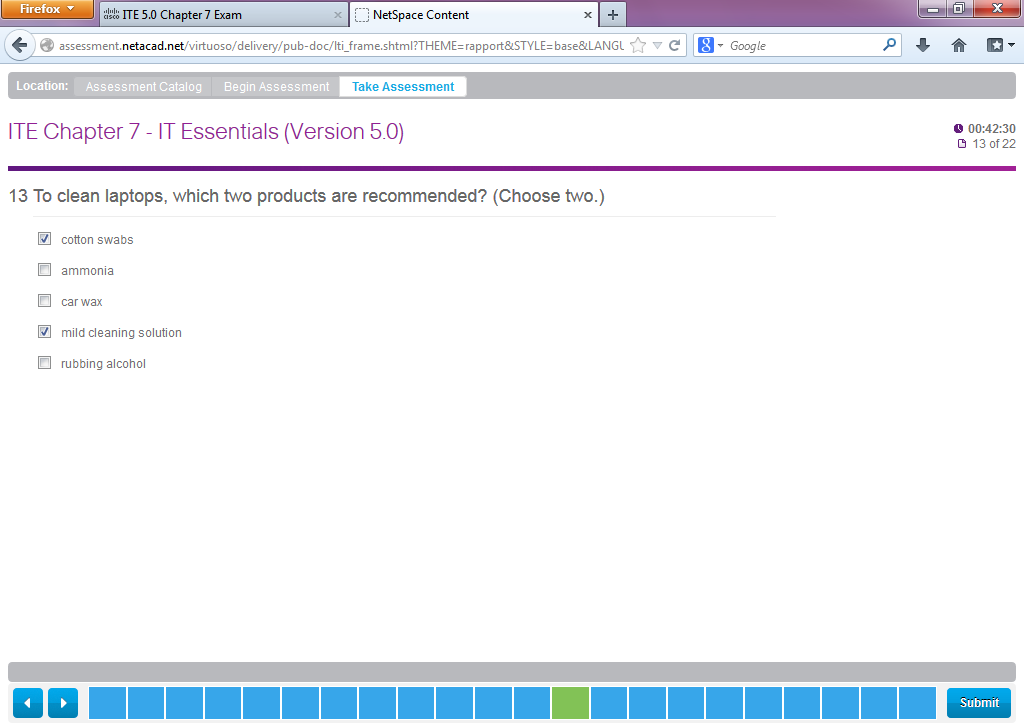 Firefox
cisco ITE 5.0 Chapter 7 Exam
NetSpace Content
assessment.netacad.net/virtuoso/delivery/pub-doc/lti_frame.shtml?THEME=rapport&STYLE=base&LANGU
8 Google
Location: Assessment Catalog Begin Assessment Take Assessment
ITE Chapter 7 - IT Essentials (Version 5.0)
00:42:30
13 of 22
13 To clean laptops, which two products are recommended? (Choose two.)
cotton swabs
ammonia
car wax
mild cleaning solution
rubbing alcohol
Submit